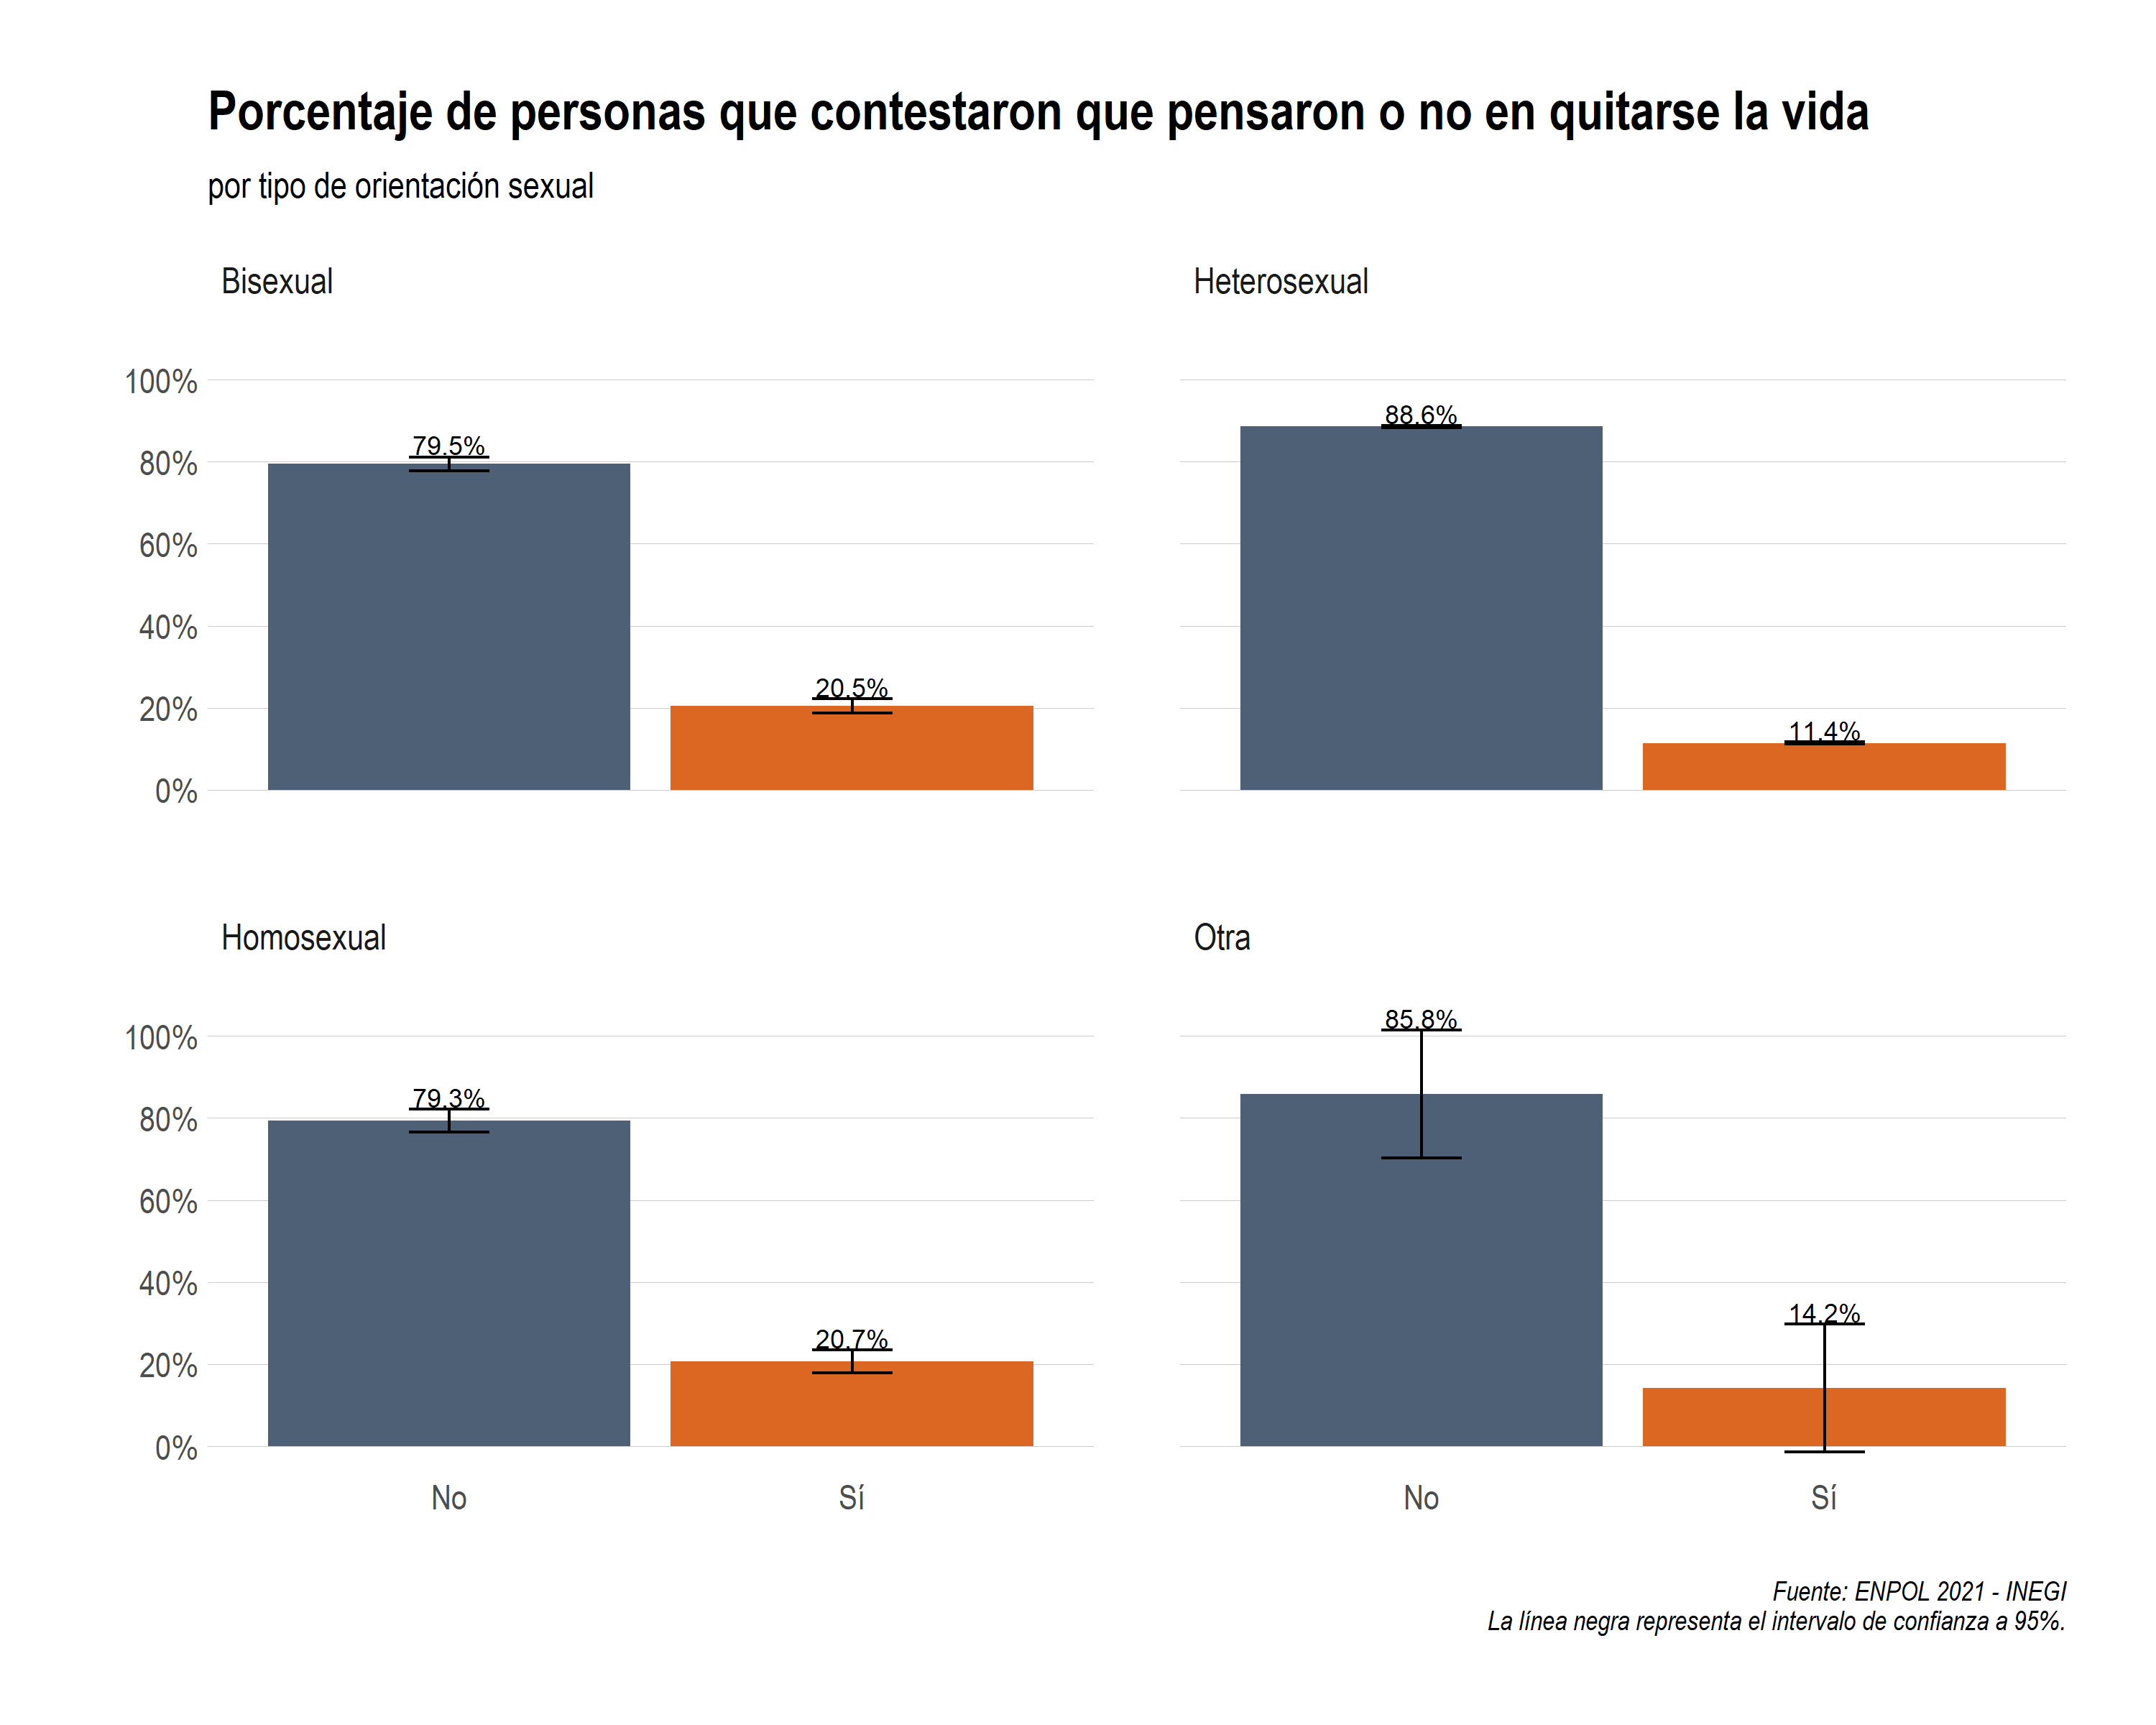 Porcentaje de personas que contestaron que pensaron o no en quitarse la vida
por tipo de orientación sexual
Bisexual
Heterosexual
100%
80%
60%
40%
20%
0%
79.5%
20.5%
88.6%
11.4%
Homosexual
Otra
100%
80%
60%
40%
20%
0%
79.3%
20.7%
85.8%
14.2%
No
Sí
No
Sí
Fuente: ENPOL 2021 - INEGI
La línea negra representa el intervalo de confianza a 95%.